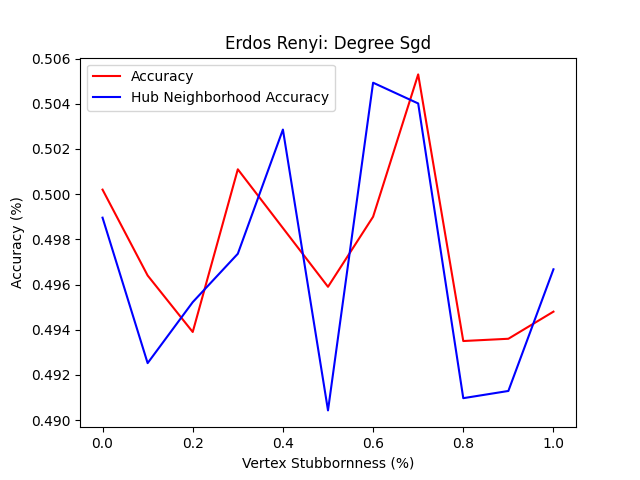 Erdos Renyi: Degree Sgd
Accuracy
Hub Neighborhood Accuracy
Accuracy (%)
0.506
0.504
0.502
0.500
0.498
0.496
0.494
0.492
0.490
0.0 0.2 0.4 0.6 0.8 1.0
Vertex Stubbornness (%)